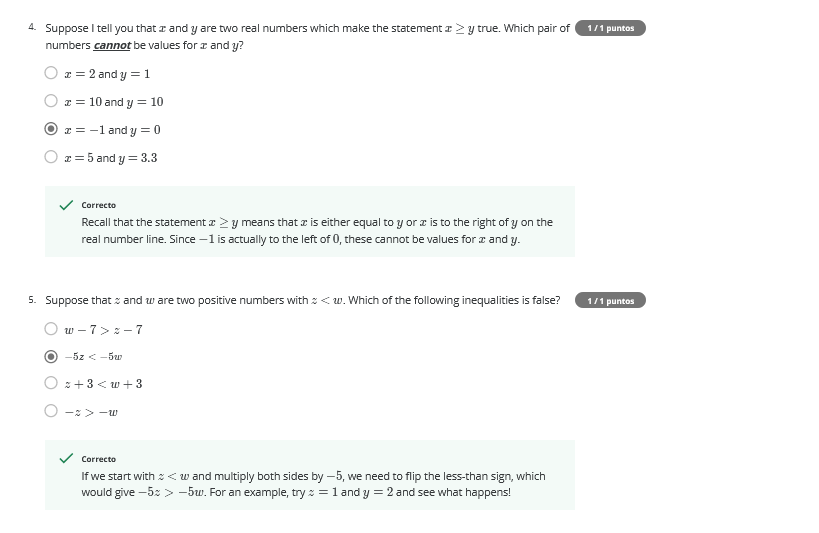 4. Suppose I tell you that x and y are two real numbers which make the statement x ≥ y true. Which pair of
numbers cannot be values for x and y?
1 / 1 puntos
x = 2 and y = 1
x = 10 and y = 10
x = −1 and y = 0
x = 5 and y = 3.3
Correcto
Recall that the statement x ≥ y means that x is either equal to y or x is to the right of y on the
real number line. Since −1 is actually to the left of 0, these cannot be values for x and y.
5. Suppose that z and w are two positive numbers with z < w. Which of the following inequalities is false?
1 / 1 puntos
w − 7 > z − 7
−5z < −5w
z + 3 < w + 3
−z > −w
Correcto
If we start with z < w and multiply both sides by −5, we need to flip the less-than sign, which
would give −5z > −5w. For an example, try z = 1 and y = 2 and see what happens!